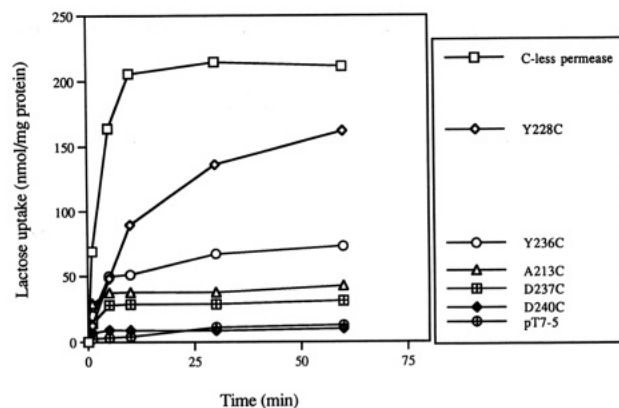 250
200
150
100
50
0
Lactose uptake (nmol/mg protein)
0 25 50 75
Time (min)
C-less permease
Y228C
Y236C
A213C
D237C
D240C
pT7-5